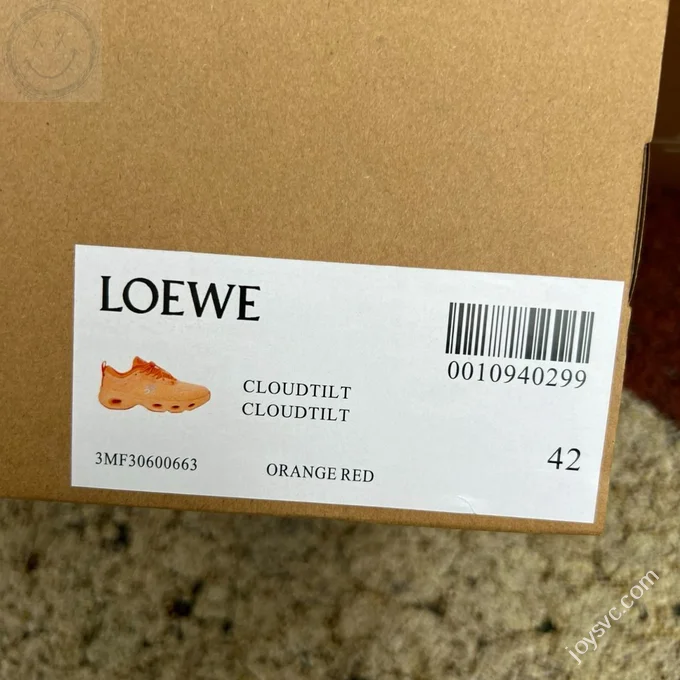 LOEWE
0010940299
CLOUDTILT
CLOUDTILT
3MF30600663
ORANGE RED
42
joysvc.com